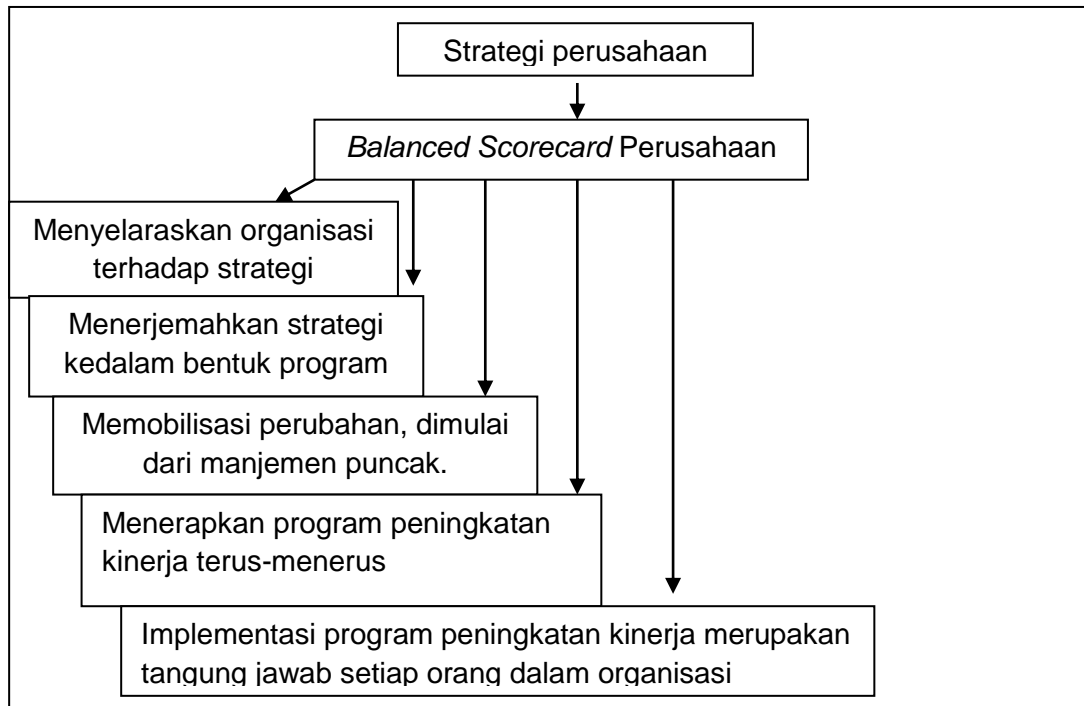 Strategi perusahaan
Balanced Scorecard Perusahaan
Menyelaraskan organisasi
terhadap strategi
Menerjemahkan strategi
kedalam bentuk program
Memobilisasi perubahan, dimulai
dari manjemen puncak.
Menerapkan program peningkatan
kinerja terus-menerus
Implementasi program peningkatan kinerja merupakan
tangung jawab setiap orang dalam organisasi